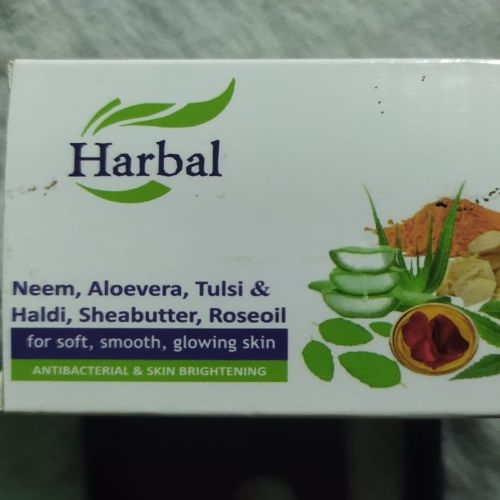 Harbal
Neem, Aloevera, Tulsi &
Haldi, Sheabutter, Roseoil
for soft, smooth, glowing skin
ANTIBACTERIAL & SKIN BRIGHTENING